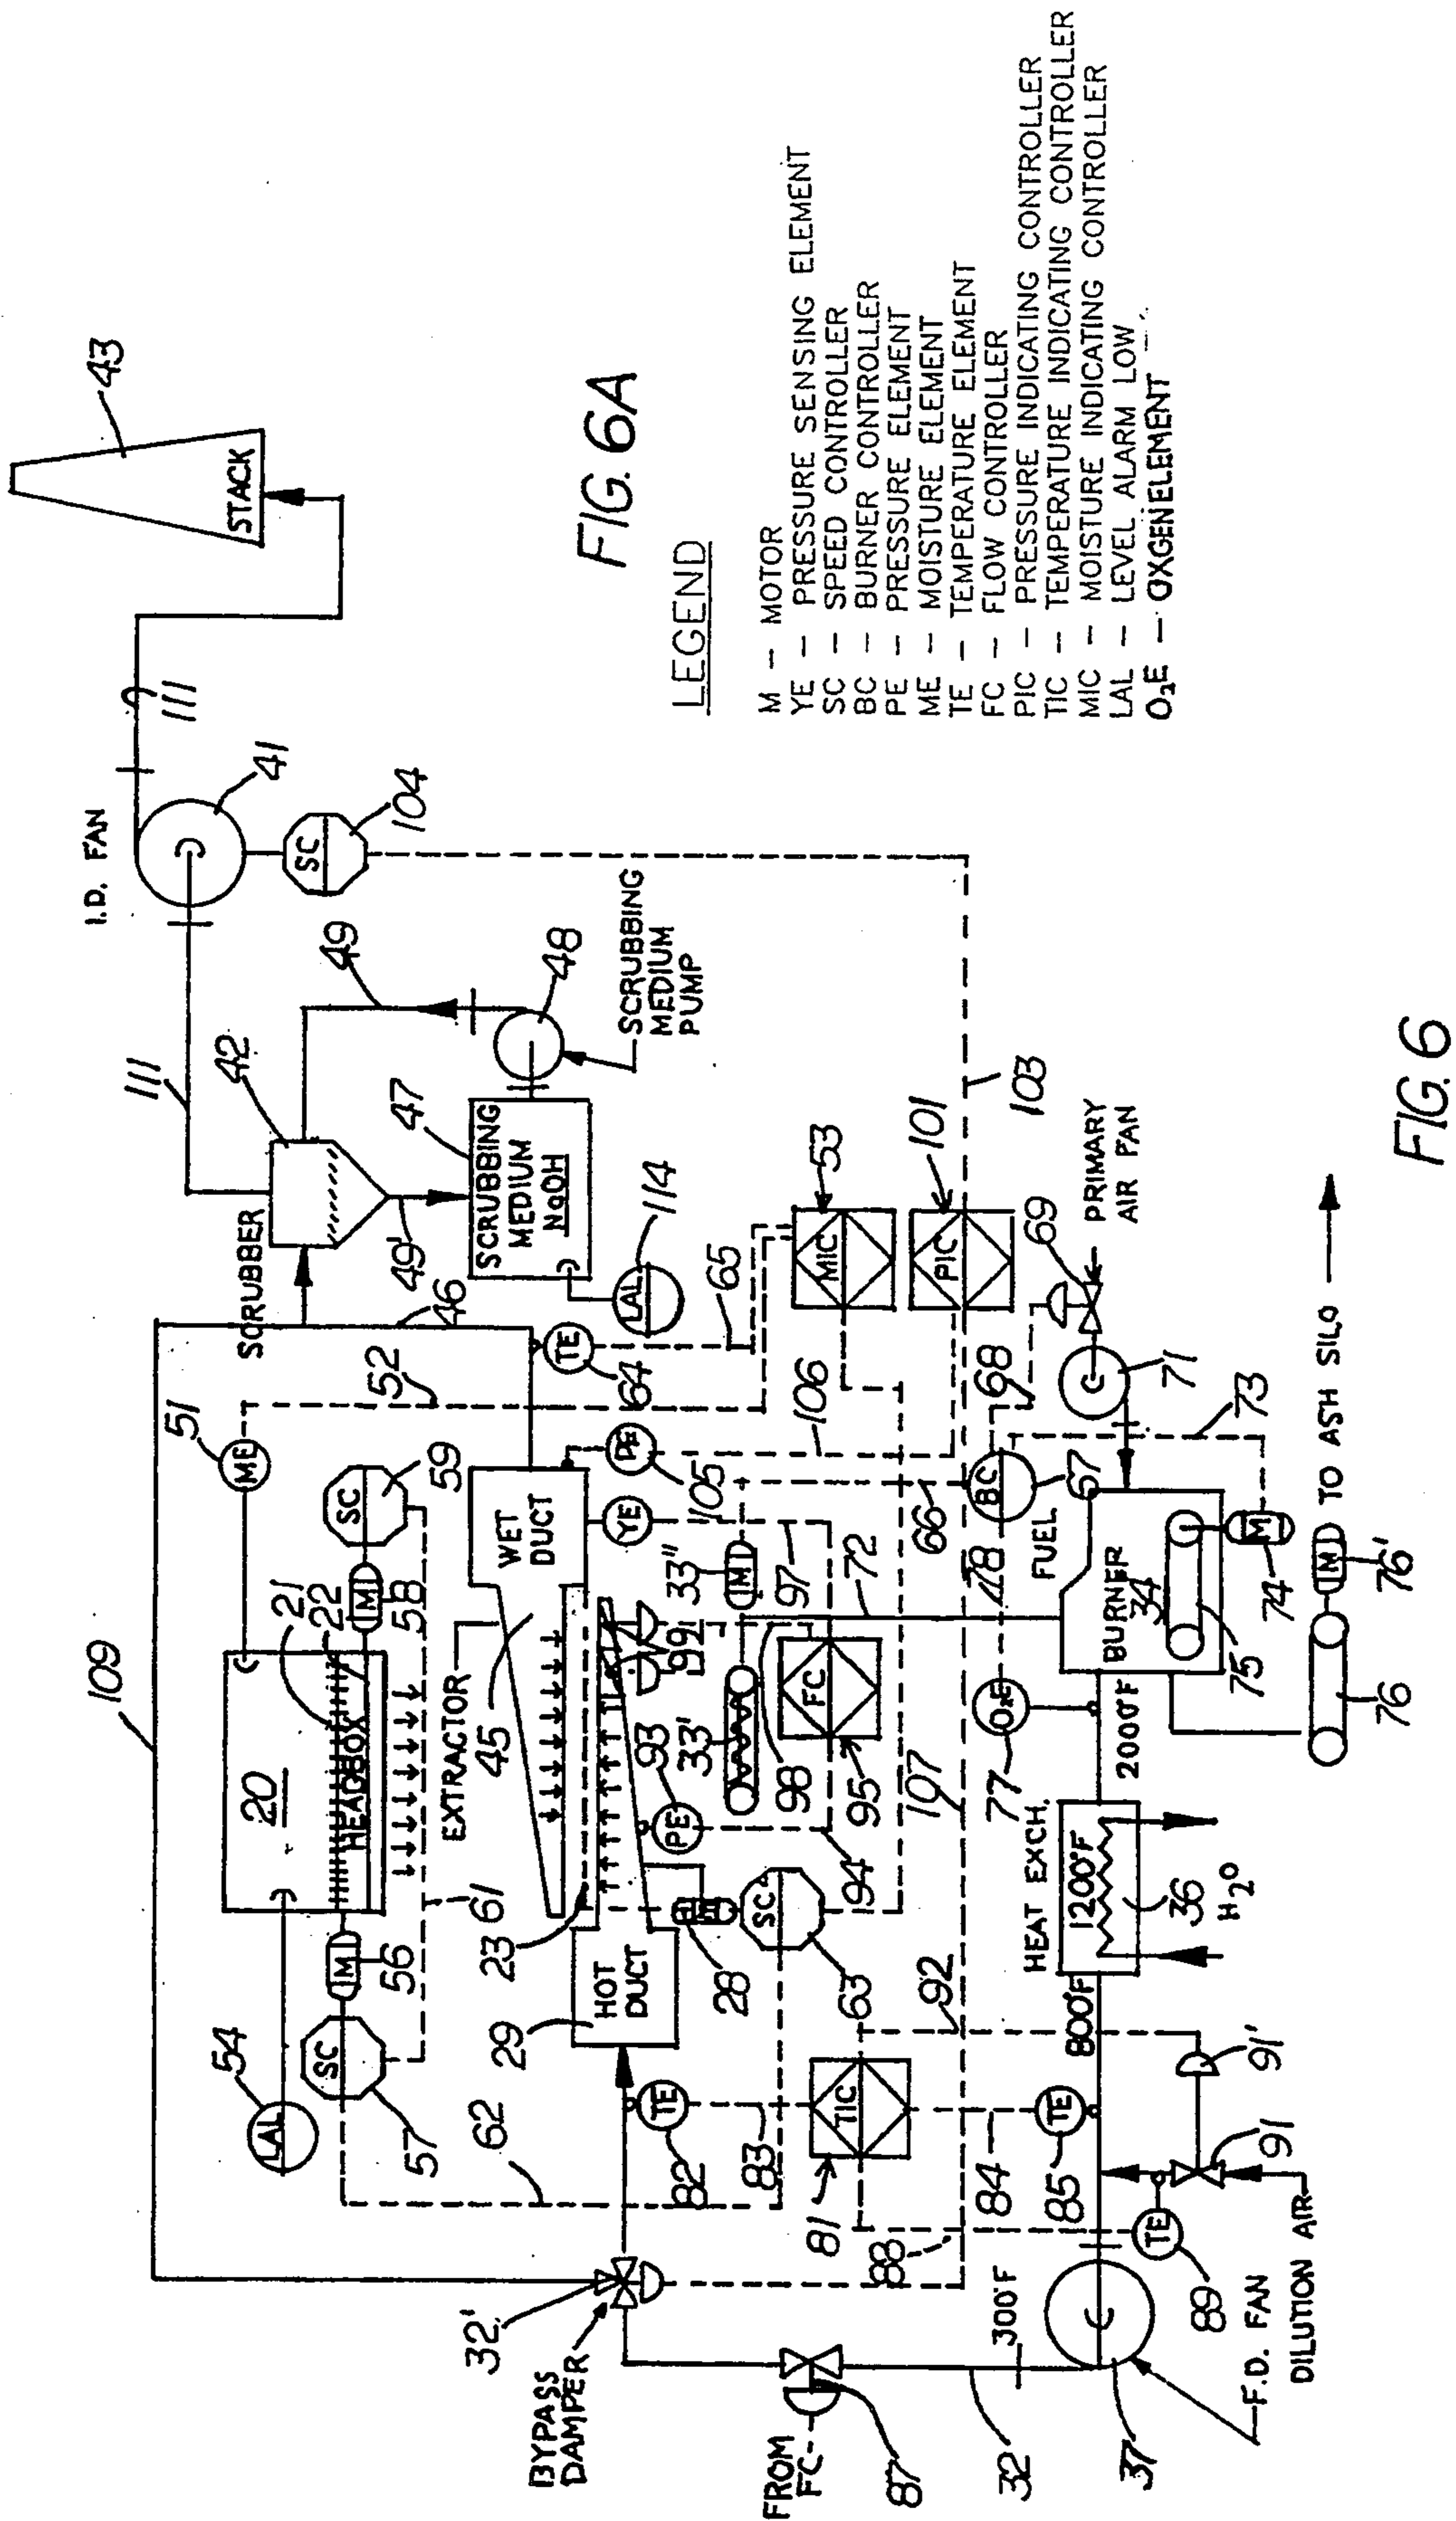 109
54
LAL
20
51
ME
52
HEADBOX
21
22
SC
57
M
56
61
62
M
58
SC
59
EXTRACTOR
45
WET
DUCT
23
HOT
DUCT
29
28
SC
63
YE
PE
105
TE
64
65
46
SCRUBBER
42
49'
49
47
SCRUBBING
MEDIUM
NaOH
48
SCRUBBING
MEDIUM
PUMP
LAL
114
111
I.D. FAN
41
SC
104
111
STACK
43
FIG. 6A
LEGEND
M – MOTOR
YE – PRESSURE SENSING ELEMENT
SC – SPEED CONTROLLER
BC – BURNER CONTROLLER
PE – PRESSURE ELEMENT
ME – MOISTURE ELEMENT
TE – TEMPERATURE ELEMENT
FC – FLOW CONTROLLER
PIC – PRESSURE INDICATING CONTROLLER
TIC – TEMPERATURE INDICATING CONTROLLER
MIC – MOISTURE INDICATING CONTROLLER
LAL – LEVEL ALARM LOW
O₂E – OXGEN ELEMENT
32'
BYPASS
DAMPER
TE
82
83
TIC
81
84
TE
85
88
92
PE
93
94
33'
33"
M
99
98
97
FC
95
107
72
106
66
MIC
53
PIC
101
103
BC
67
68
69
PRIMARY
AIR FAN
71
73
78
FUEL
BURNER
34
M
74
75
76
M
76'
TO ASH SILO
O₂E
77
2000°F
HEAT EXCH.
1200°F
36
H₂O
800°F
91'
91
TE
89
DILUTION AIR
F.D. FAN
37
300°F
32
FROM
FC
87
FIG. 6